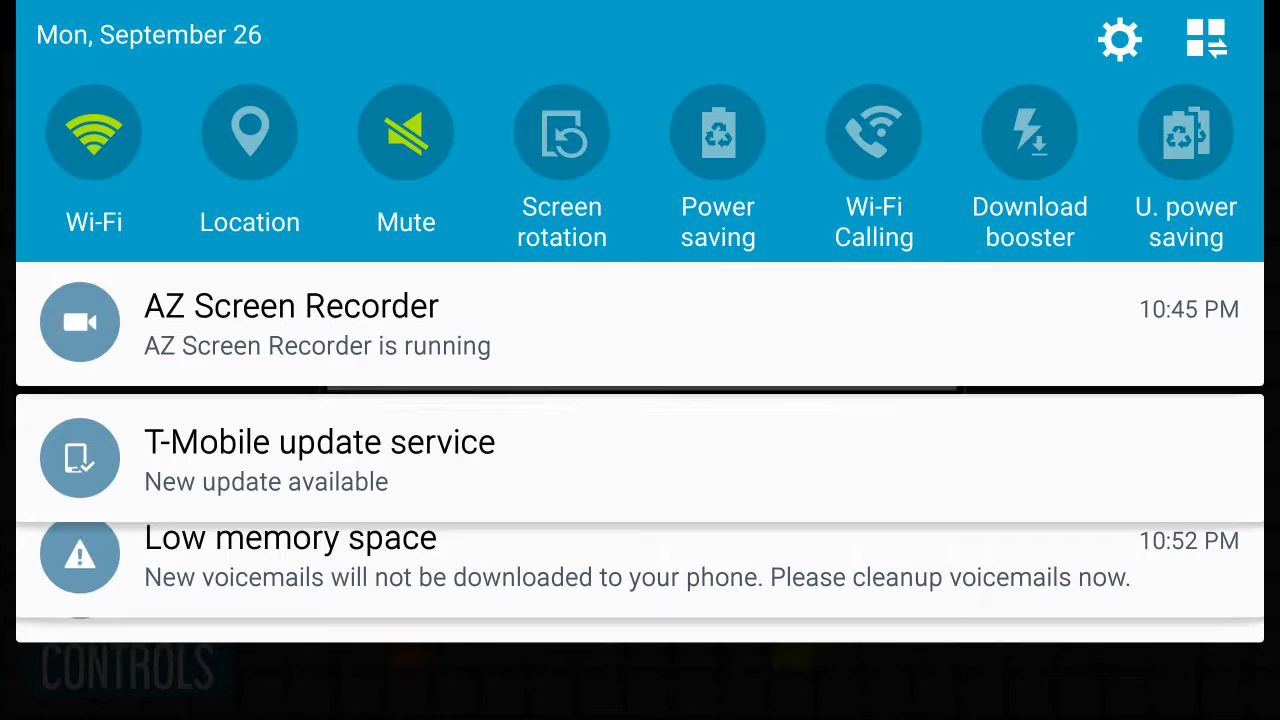 Mon, September 26
Wi-Fi
Location
Mute
Screen
rotation
Power
saving
Wi-Fi
Calling
Download
booster
U. power
saving
AZ Screen Recorder
10:45 PM
AZ Screen Recorder is running
T-Mobile update service
New update available
Low memory space
10:52 PM
New voicemails will not be downloaded to your phone. Please cleanup voicemails now.
CONTROLS